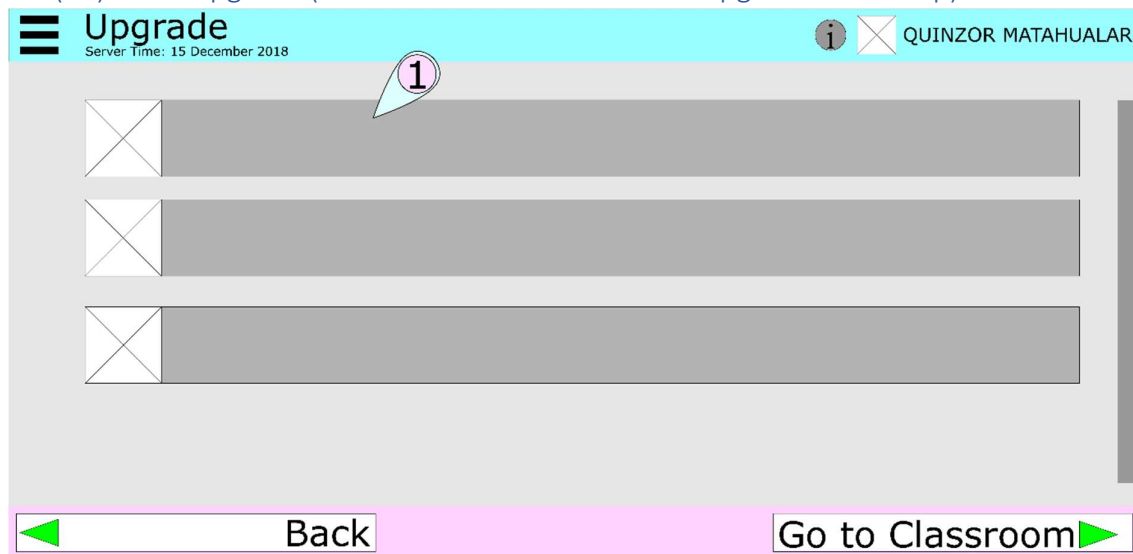 Upgrade
Server Time: 15 December 2018
i QUINZOR MATAHUALAR
1
Back
Go to Classroom